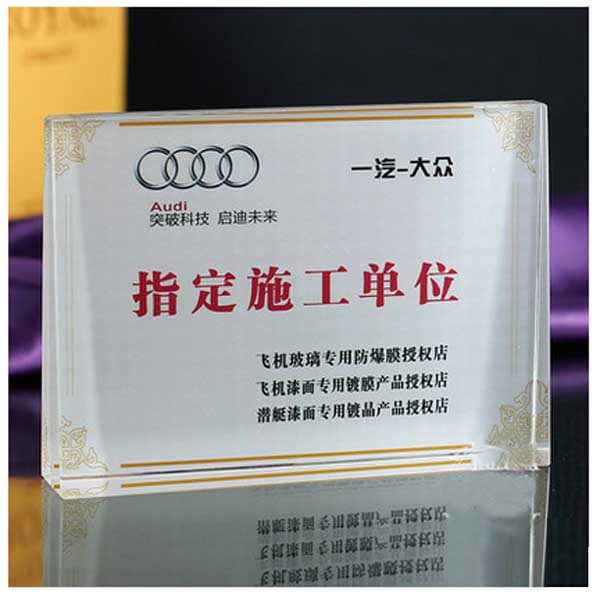 一汽-大众
Audi
突破科技 启迪未来
指定施工单位
飞机玻璃专用防爆膜授权店
飞机漆面专用镀膜产品授权店
潜艇漆面专用镀晶产品授权店